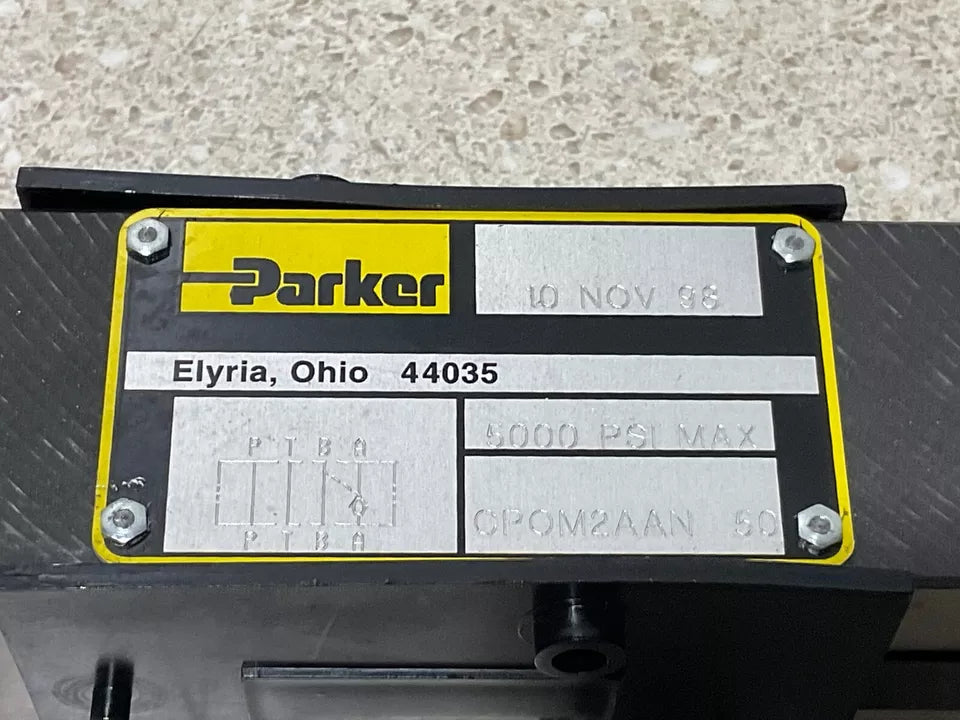 Parker
10 NOV 98
Elyria, Ohio 44035
P T B A
5000 PSI MAX
CPOM2AAN 50
P T B A